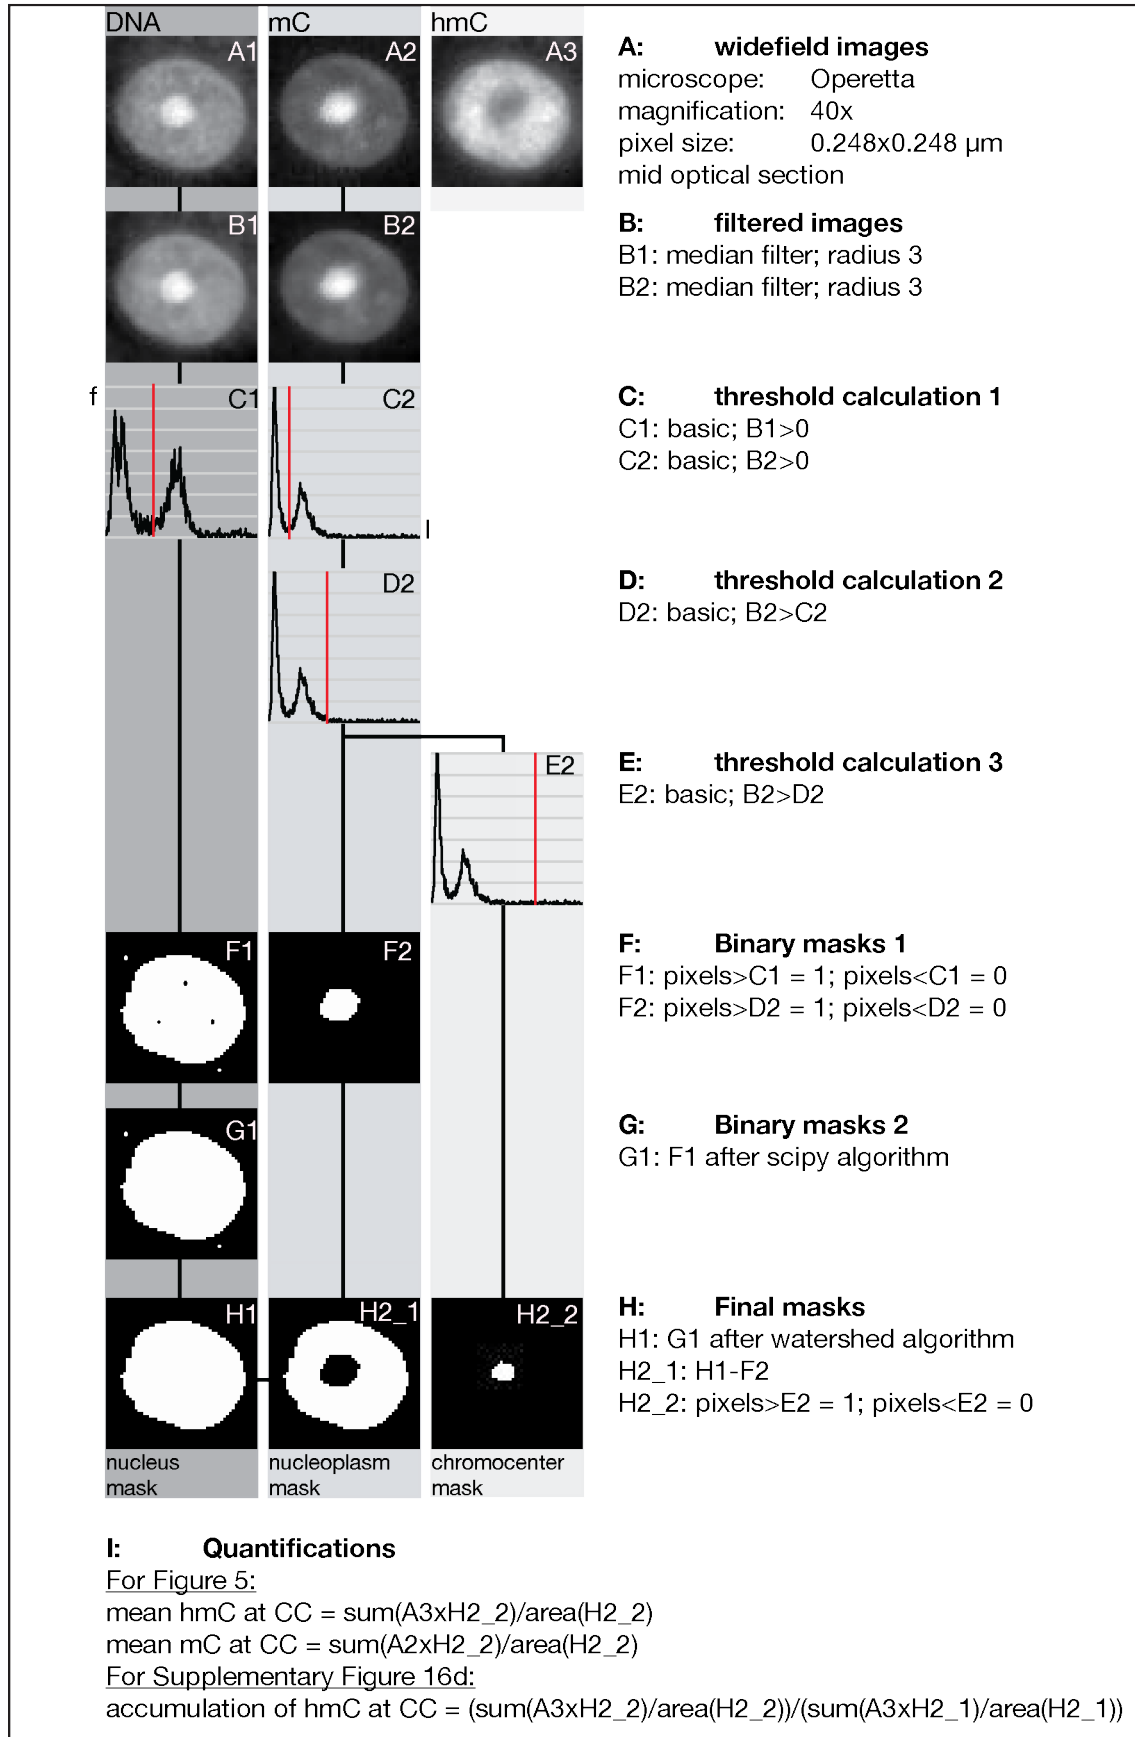 DNA
mC
hmC
A1
A2
A3
A: widefield images
microscope: Operetta
magnification: 40x
pixel size: 0.248x0.248 µm
mid optical section
B1
B2
B: filtered images
B1: median filter; radius 3
B2: median filter; radius 3
f
C1
C2
I
C: threshold calculation 1
C1: basic; B1>0
C2: basic; B2>0
D2
D: threshold calculation 2
D2: basic; B2>C2
E2
E: threshold calculation 3
E2: basic; B2>D2
F1
F2
F: Binary masks 1
F1: pixels>C1 = 1; pixels<C1 = 0
F2: pixels>D2 = 1; pixels<D2 = 0
G1
G: Binary masks 2
G1: F1 after scipy algorithm
H1
H2_1
H2_2
H: Final masks
H1: G1 after watershed algorithm
H2_1: H1-F2
H2_2: pixels>E2 = 1; pixels<E2 = 0
nucleus
mask
nucleoplasm
mask
chromocenter
mask
I: Quantifications
For Figure 5:
mean hmC at CC = sum(A3xH2_2)/area(H2_2)
mean mC at CC = sum(A2xH2_2)/area(H2_2)
For Supplementary Figure 16d:
accumulation of hmC at CC = (sum(A3xH2_2)/area(H2_2))/(sum(A3xH2_1)/area(H2_1))